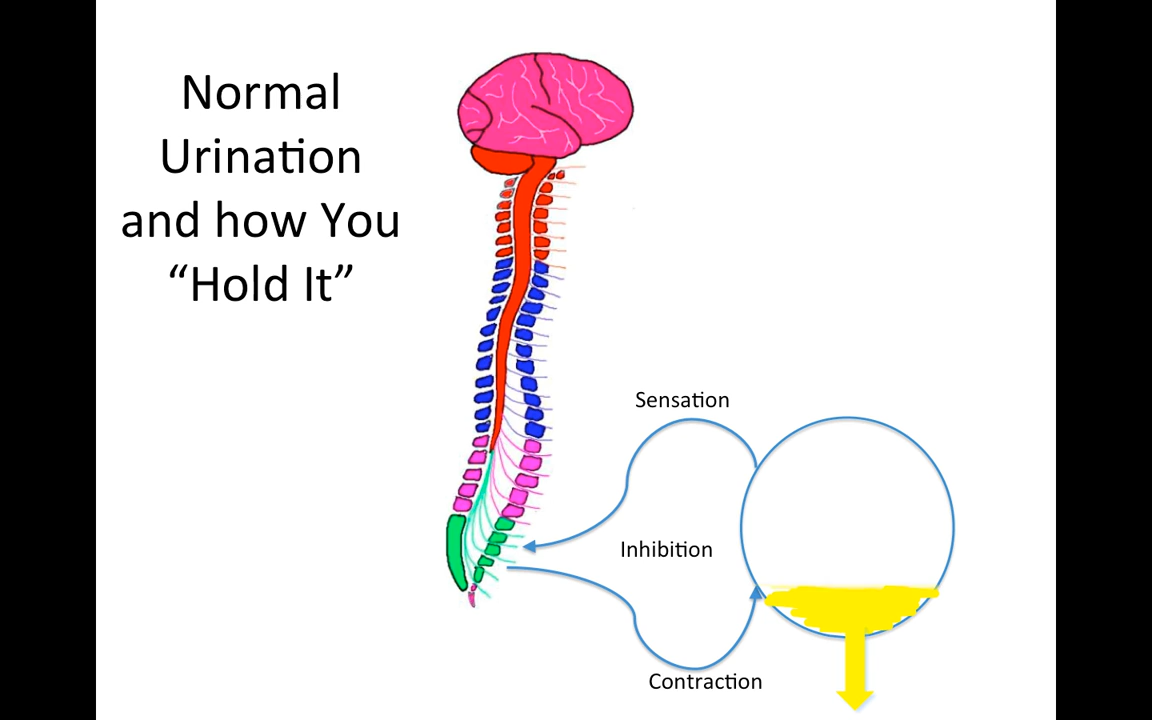 Normal
Urination
and how You
“Hold It”
Sensation
Inhibition
Contraction